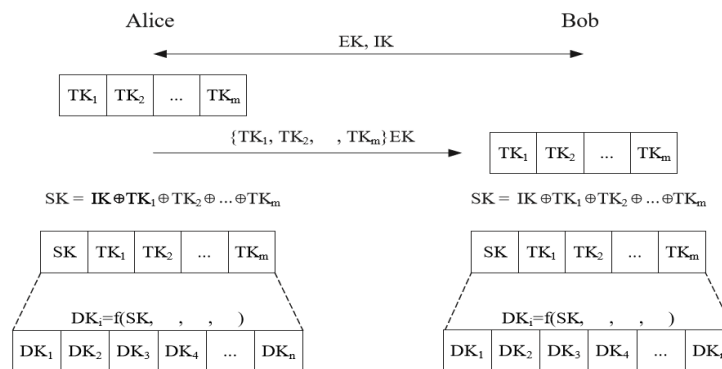 Alice Bob
EK, IK
TK₁ TK₂ ... TKₘ
{TK₁, TK₂, , TKₘ}EK
TK₁ TK₂ ... TKₘ
SK = IK⊕TK₁⊕TK₂⊕...⊕TKₘ SK = IK⊕TK₁⊕TK₂⊕...⊕TKₘ
SK TK₁ TK₂ ... TKₘ SK TK₁ TK₂ ... TKₘ
DKᵢ=f(SK, , , ) DKᵢ=f(SK, , , )
DK₁ DK₂ DK₃ DK₄ ... DKₙ DK₁ DK₂ DK₃ DK₄ ... DKₙ